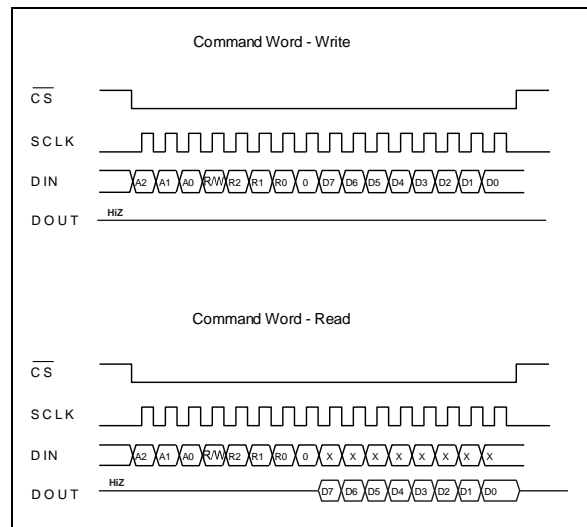 Command Word - Write
CS
SCLK
DIN A2 A1 A0 R/W R2 R1 R0 0 D7 D6 D5 D4 D3 D2 D1 D0
DOUT HiZ
Command Word - Read
CS
SCLK
DIN A2 A1 A0 R/W R2 R1 R0 0 X X X X X X X X
DOUT HiZ D7 D6 D5 D4 D3 D2 D1 D0